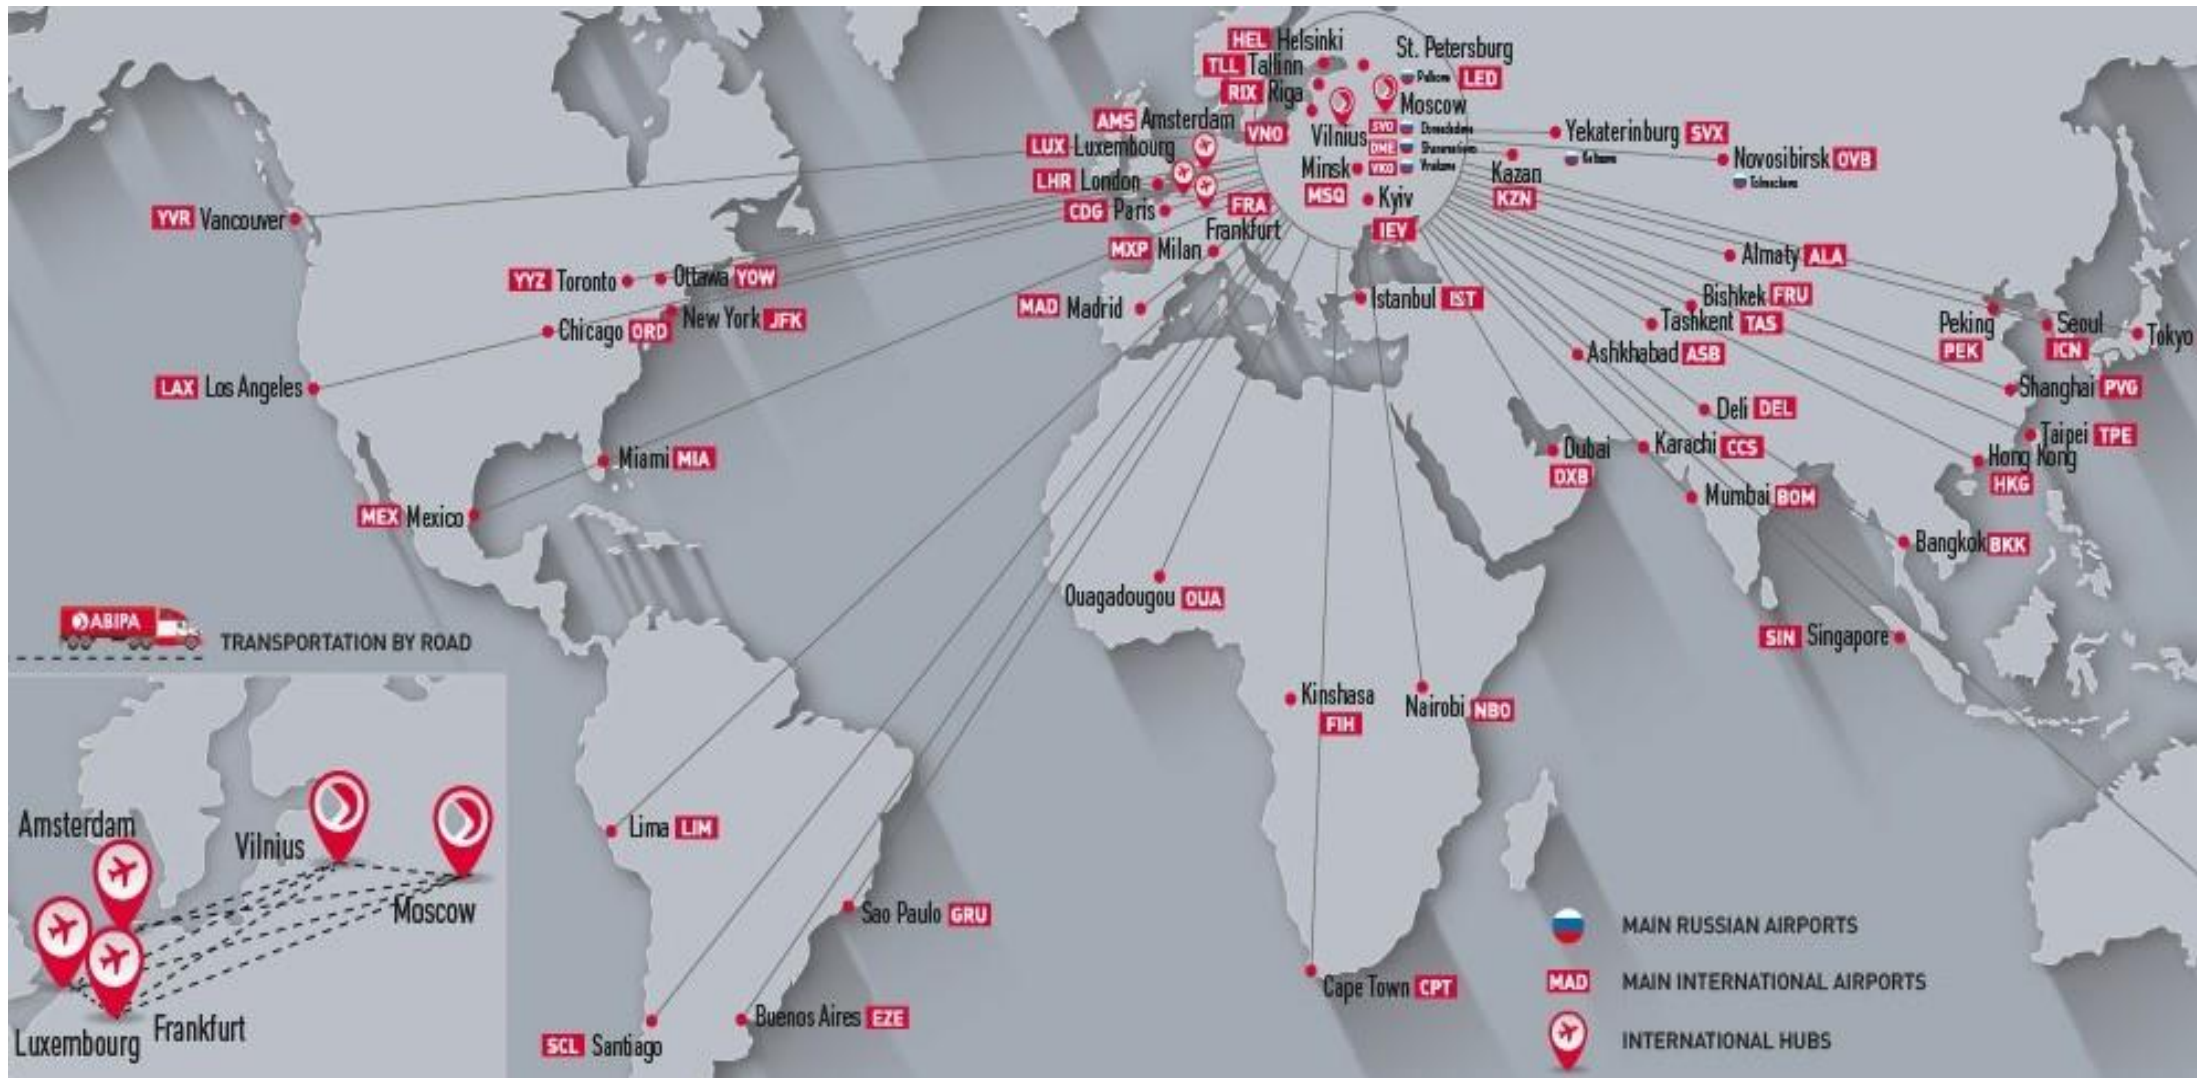 HEL Helsinki
St. Petersburg
TLL Tallinn
Pulkovo LED
RIX Riga
Moscow
AMS Amsterdam
VNO
Vilnius
SVO
LUX Luxembourg
DME
Minsk
VKO
MSQ
LHR London
Kyiv
IEV
CDG Paris
FRA
Frankfurt
MXP Milan
MAD Madrid
Istanbul IST
Yekaterinburg SVX
Novosibirsk OVB
Kazan
KZN
YVR Vancouver
YYZ Toronto
Ottawa YOW
New York JFK
Chicago ORD
LAX Los Angeles
Miami MIA
MEX Mexico
Almaty ALA
Bishkek FRU
Tashkent TAS
Ashkhabad ASB
Peking
PEK
Seoul
ICN
Tokyo
Shanghai PVG
Deli DEL
Taipei TPE
Dubai
DXB
Karachi CCS
Hong Kong
HKG
Mumbai BOM
Bangkok BKK
SIN Singapore
Ouagadougou OUA
Kinshasa
FIH
Nairobi NBO
Cape Town CPT
Lima LIM
Sao Paulo GRU
Buenos Aires EZE
SCL Santiago
ABIPA
TRANSPORTATION BY ROAD
Amsterdam
Vilnius
Moscow
Luxembourg
Frankfurt
MAIN RUSSIAN AIRPORTS
MAD MAIN INTERNATIONAL AIRPORTS
INTERNATIONAL HUBS